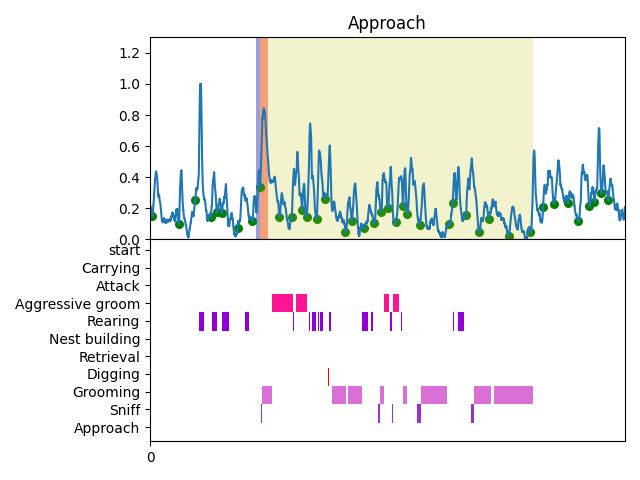 Approach
1.2
1.0
0.8
0.6
0.4
0.2
0.0
start
Carrying
Attack
Aggressive groom
Rearing
Nest building
Retrieval
Digging
Grooming
Sniff
Approach
0